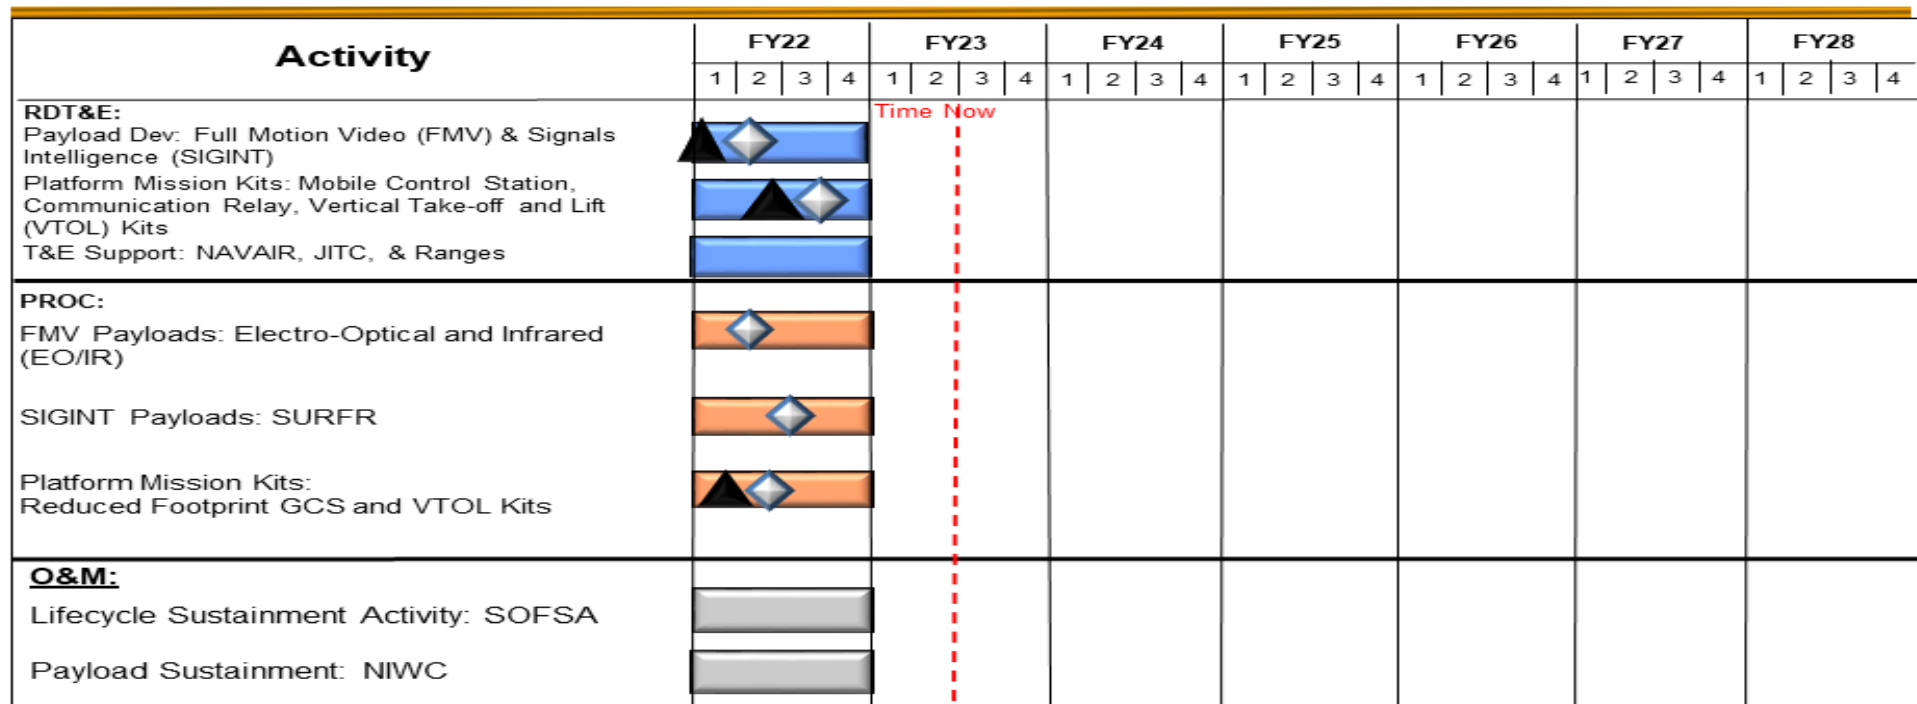 Activity
FY22 FY23 FY24 FY25 FY26 FY27 FY28
1 2 3 4 1 2 3 4 1 2 3 4 1 2 3 4 1 2 3 4 1 2 3 4 1 2 3 4
RDT&E:
Time Now
Payload Dev: Full Motion Video (FMV) & Signals
Intelligence (SIGINT)
Platform Mission Kits: Mobile Control Station,
Communication Relay, Vertical Take-off and Lift
(VTOL) Kits
T&E Support: NAVAIR, JITC, & Ranges
PROC:
FMV Payloads: Electro-Optical and Infrared
(EO/IR)
SIGINT Payloads: SURFR
Platform Mission Kits:
Reduced Footprint GCS and VTOL Kits
O&M:
Lifecycle Sustainment Activity: SOFSA
Payload Sustainment: NIWC